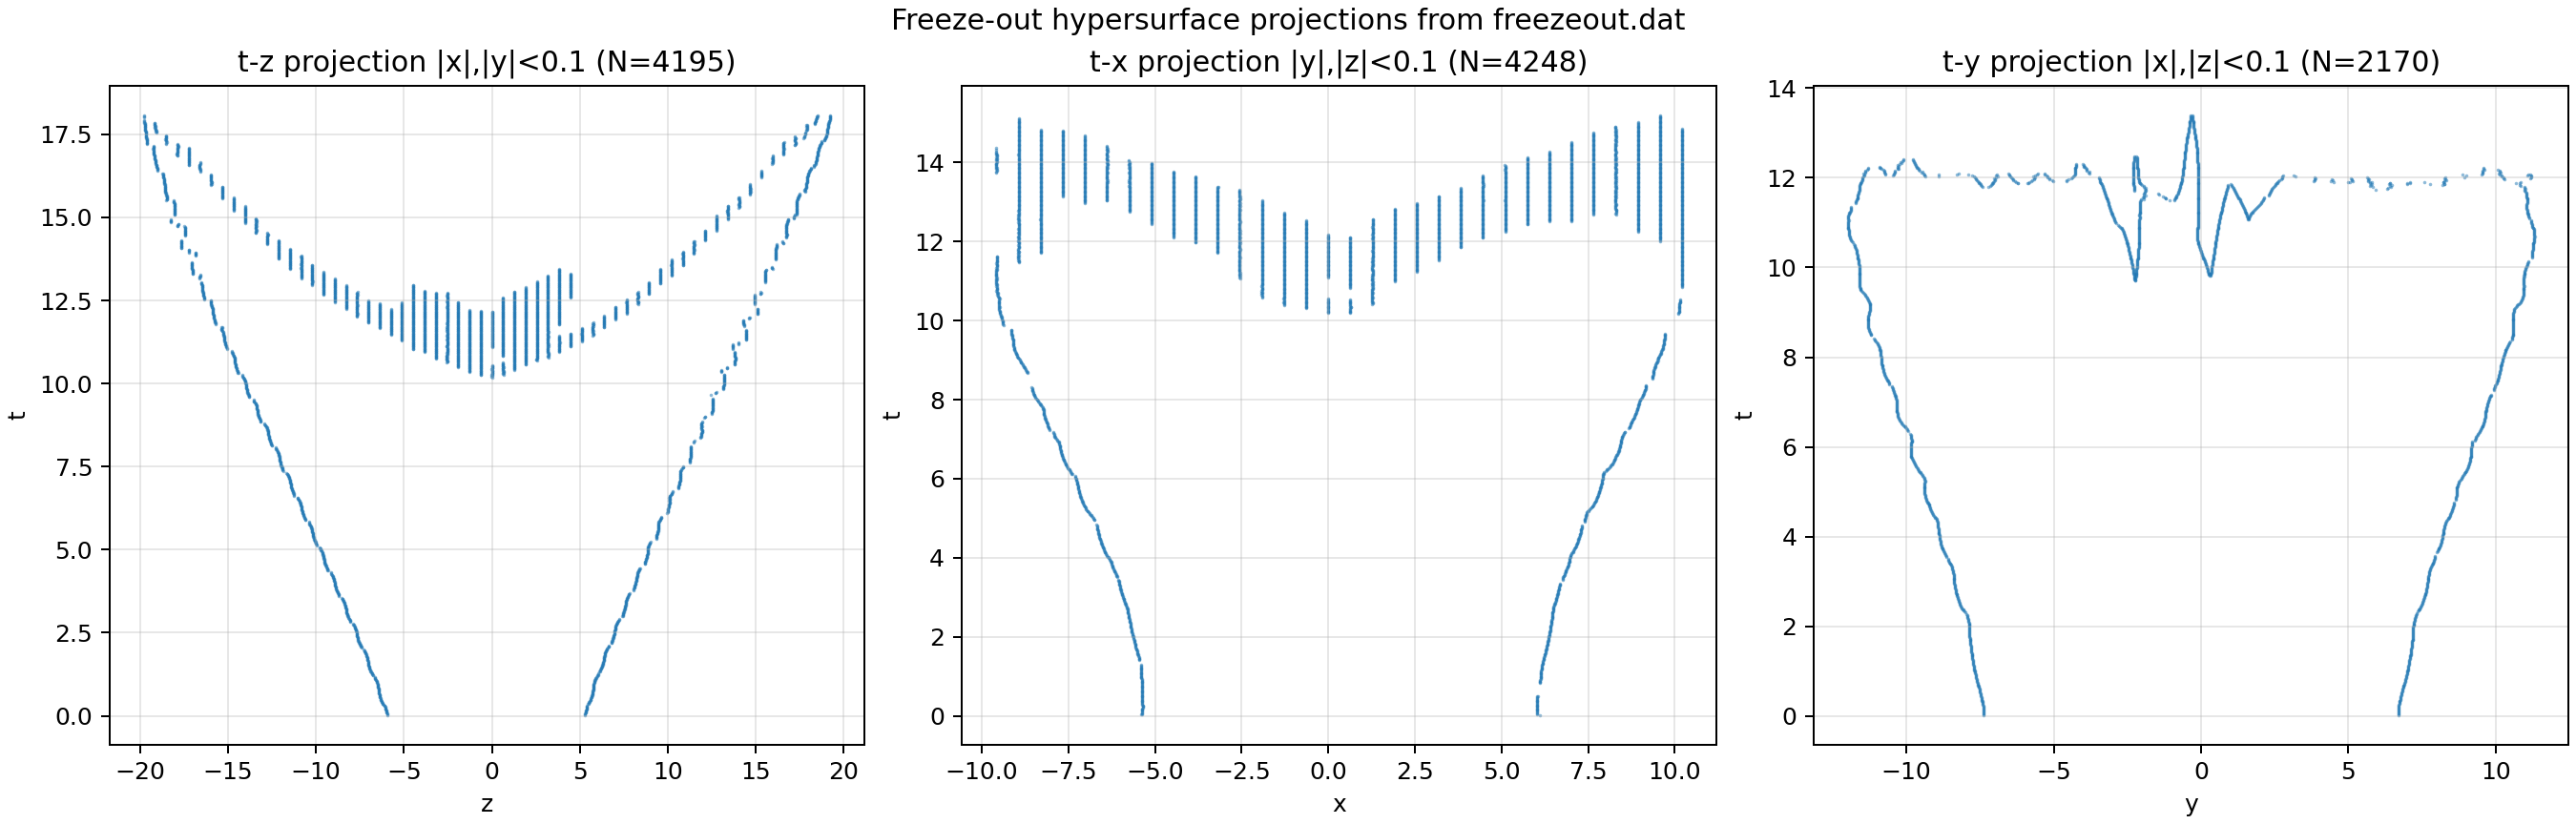 Freeze-out hypersurface projections from freezeout.dat
t-z projection |x|,|y|<0.1 (N=4195)
17.5
15.0
12.5
10.0
7.5
5.0
2.5
0.0
t
−20 −15 −10 −5 0 5 10 15 20
z
t-x projection |y|,|z|<0.1 (N=4248)
14
12
10
8
6
4
2
0
t
−10.0 −7.5 −5.0 −2.5 0.0 2.5 5.0 7.5 10.0
x
t-y projection |x|,|z|<0.1 (N=2170)
14
12
10
8
6
4
2
0
t
−10 −5 0 5 10
y